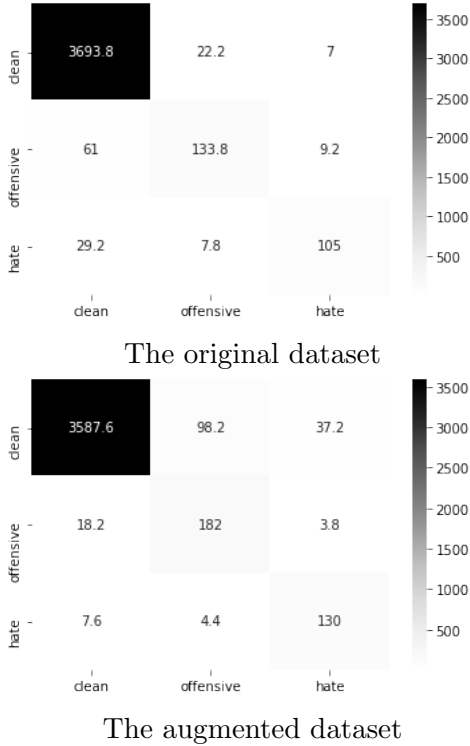 3693.8 22.2 7
clean
61 133.8 9.2
offensive
29.2 7.8 105
hate
clean offensive hate
3500
3000
2500
2000
1500
1000
500
The original dataset
3587.6 98.2 37.2
clean
18.2 182 3.8
offensive
7.6 4.4 130
hate
clean offensive hate
3500
3000
2500
2000
1500
1000
500
The augmented dataset